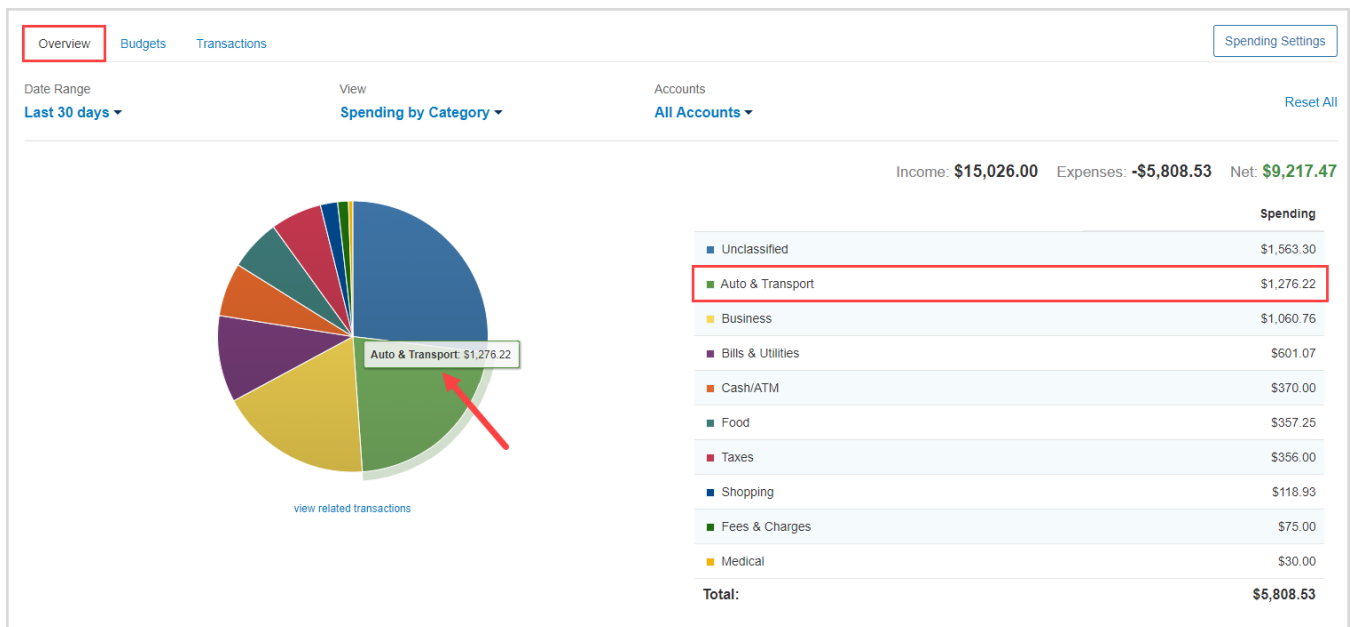 Overview Budgets Transactions Spending Settings
Date Range View Accounts
Last 30 days Spending by Category All Accounts Reset All
Income: $15,026.00 Expenses: -$5,808.53 Net: $9,217.47
Spending
Unclassified $1,563.30
Auto & Transport $1,276.22
Business $1,060.76
Auto & Transport: $1,276.22
Bills & Utilities $601.07
Cash/ATM $370.00
Food $357.25
Taxes $356.00
Shopping $118.93
view related transactions
Fees & Charges $75.00
Medical $30.00
Total: $5,808.53